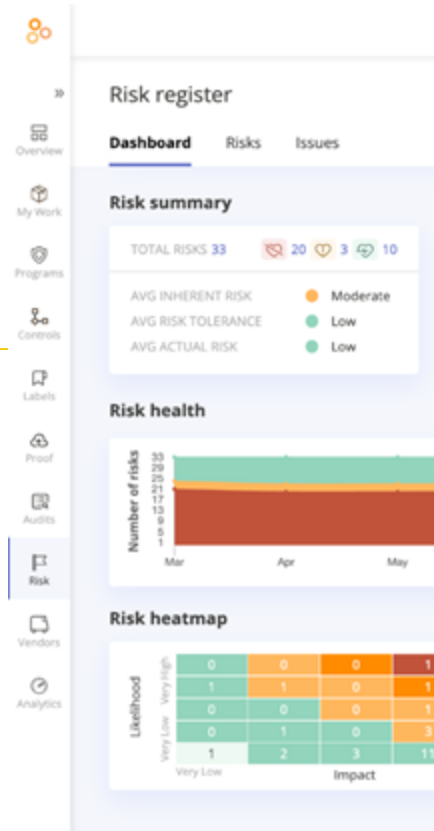 »
Overview
My Work
Programs
Controls
Labels
Proof
Audits
Risk
Vendors
Analytics
Risk register
Dashboard Risks Issues
Risk summary
TOTAL RISKS 33 20 3 10
AVG INHERENT RISK Moderate
AVG RISK TOLERANCE Low
AVG ACTUAL RISK Low
Risk health
Number of risks
33
29
25
21
17
13
9
5
1
Mar Apr May
Risk heatmap
Likelihood
Very High
Very Low
0 0 0 1
1 1 0 1
0 0 0 1
0 1 0 3
1 2 3 11
Very Low
Impact